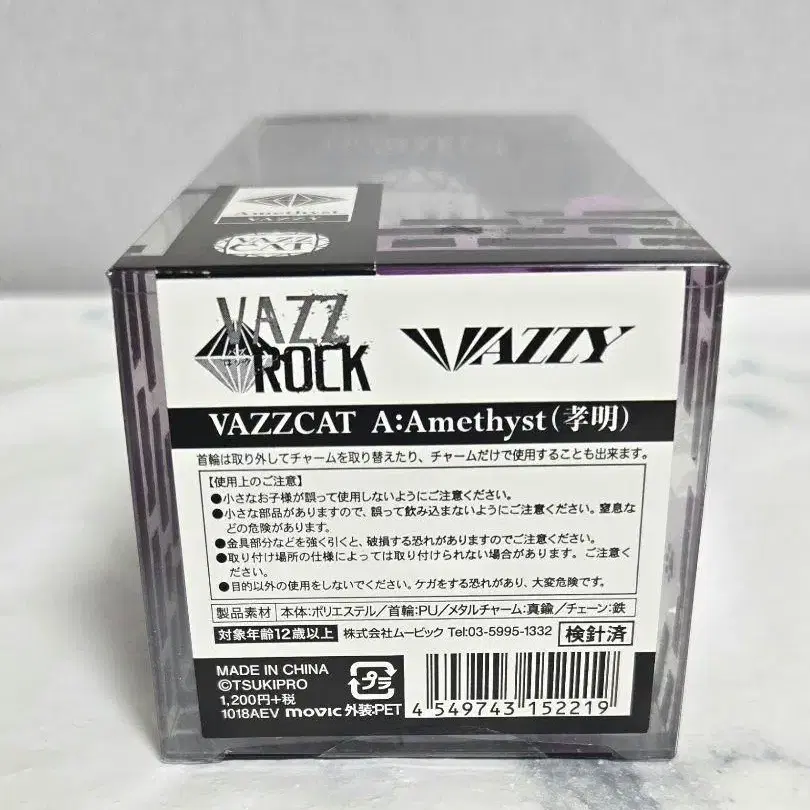 Amethyst
VAZZY
VAZZ
CAT
VAZZ
ROCK
VAZZY
VAZZCAT A:Amethyst(孝明)
首輪は取り外してチャームを取り替えたり、チャームだけで使用することも出来ます。
【使用上のご注意】
●小さなお子様が誤って使用しないようにご注意ください。
●小さな部品がありますので、誤って飲み込まないようにご注意ください。窒息な
どの危険があります。
●金具部分などを強く引くと、破損する恐れがありますのでご注意ください。
●取り付け場所の仕様によっては取り付けられない場合があります。ご注意く
ださい。
●目的以外の使用をしないでください。ケガをする恐れがあり、大変危険です。
製品素材 本体:ポリエステル/首輪:PU/メタルチャーム:真鍮/チェーン:鉄
対象年齢12歳以上 株式会社ムービック Tel:03-5995-1332 検針済
MADE IN CHINA
©TSUKIPRO
1,200円+税
1018AEV movic 外装:PET
プラ
4 549743 152219